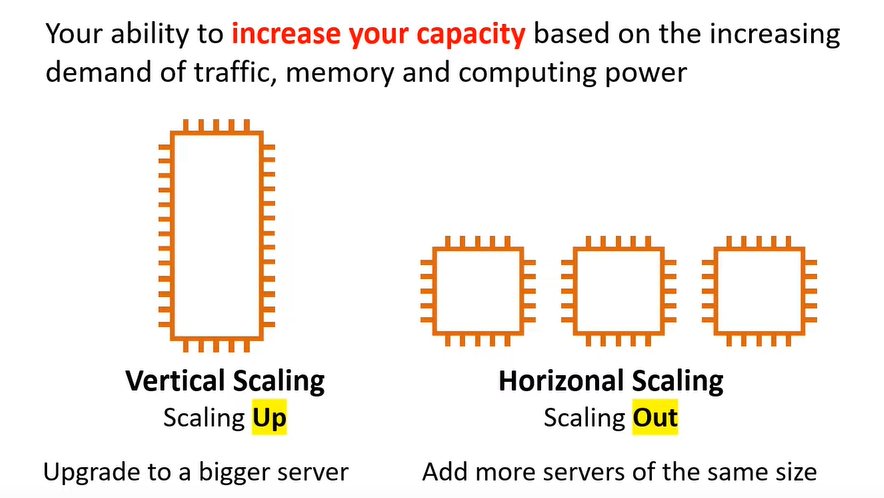 Your ability to increase your capacity based on the increasing
demand of traffic, memory and computing power
Vertical Scaling
Scaling Up
Upgrade to a bigger server
Horizonal Scaling
Scaling Out
Add more servers of the same size